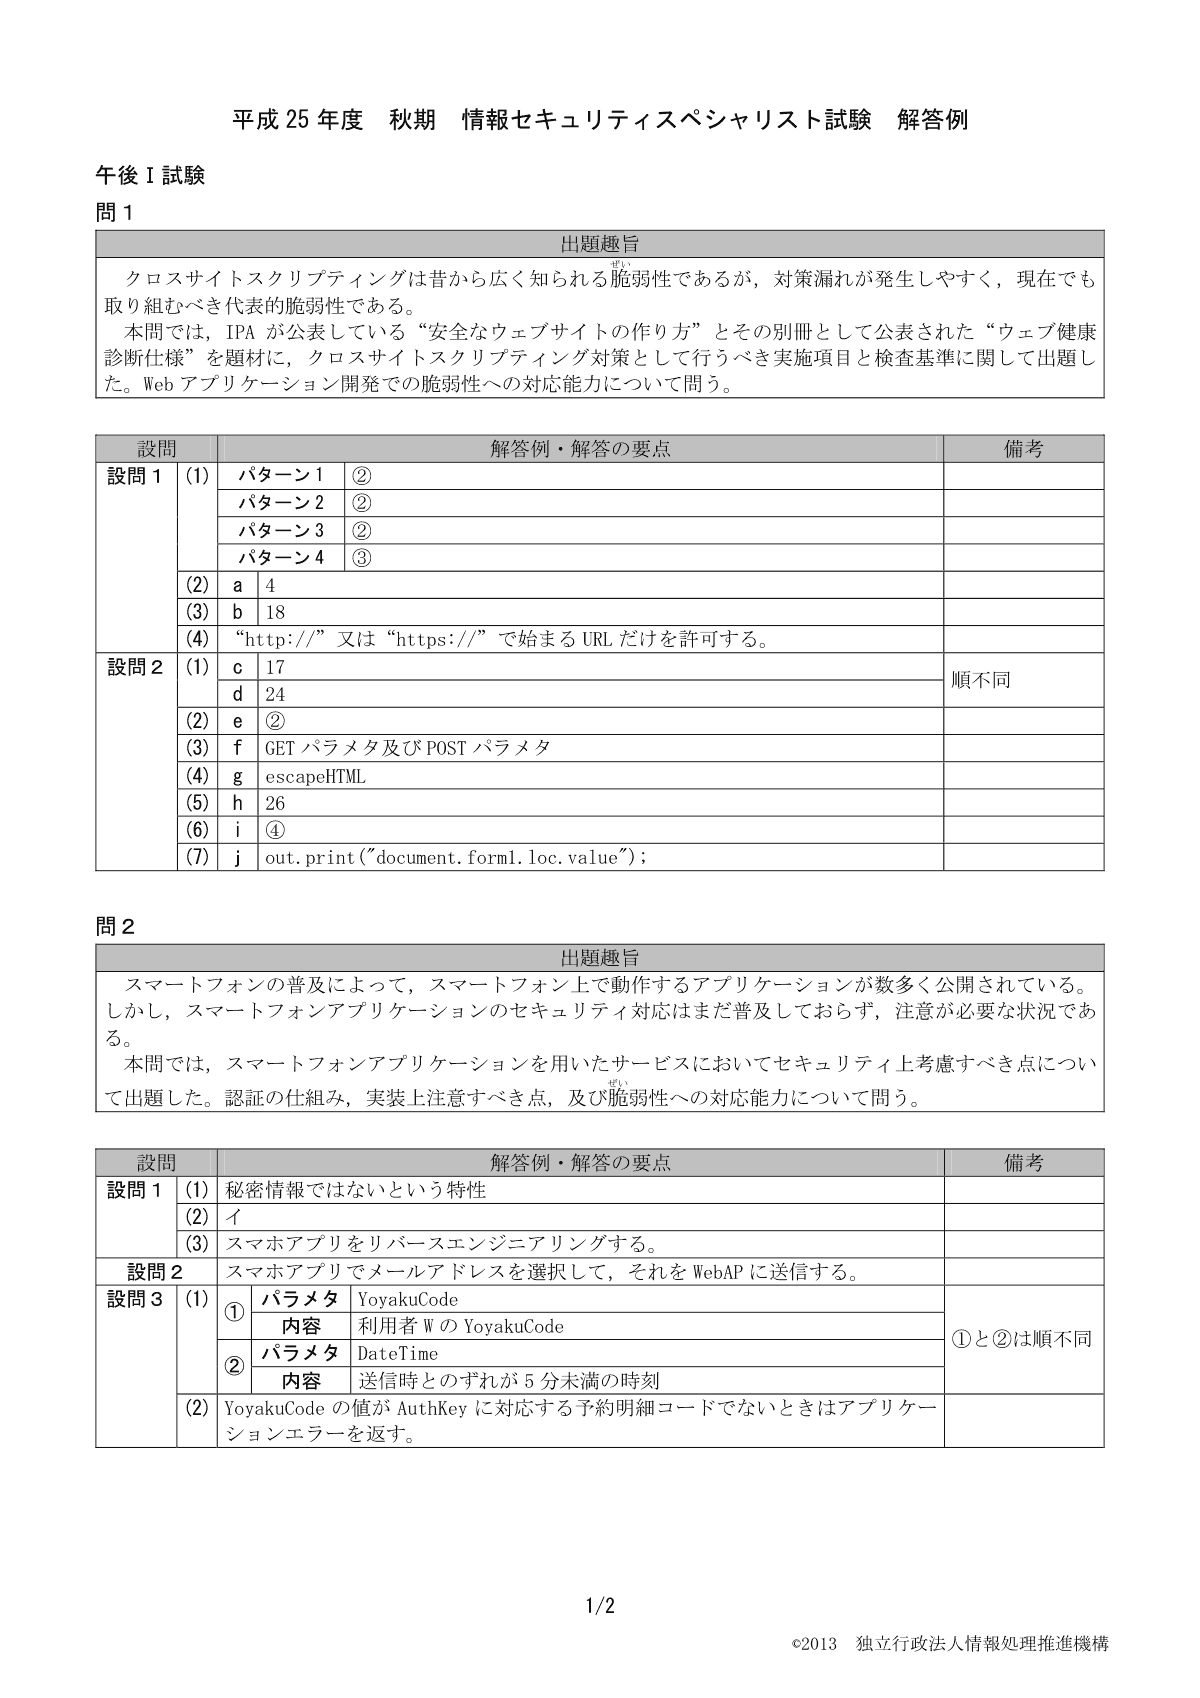 平成 25 年度　秋期　情報セキュリティスペシャリスト試験　解答例
午後Ⅰ試験
問１
出題趣旨
クロスサイトスクリプティングは昔から広く知られる脆弱性であるが，対策漏れが発生しやすく，現在でも
ぜい
取り組むべき代表的脆弱性である。
本問では，IPA が公表している“安全なウェブサイトの作り方”とその別冊として公表された“ウェブ健康
診断仕様”を題材に，クロスサイトスクリプティング対策として行うべき実施項目と検査基準に関して出題し
た。Web アプリケーション開発での脆弱性への対応能力について問う。
設問 解答例・解答の要点 備考
設問１ (1) パターン 1 ②
パターン 2 ②
パターン 3 ②
パターン 4 ③
(2) a 4
(3) b 18
(4) “http://”又は“https://”で始まる URL だけを許可する。
設問２ (1) c 17 順不同
d 24
(2) e ②
(3) f GET パラメタ及び POST パラメタ
(4) g escapeHTML
(5) h 26
(6) i ④
(7) j out.print("document.form1.loc.value");
問２
出題趣旨
スマートフォンの普及によって，スマートフォン上で動作するアプリケーションが数多く公開されている。
しかし，スマートフォンアプリケーションのセキュリティ対応はまだ普及しておらず，注意が必要な状況であ
る。
本問では，スマートフォンアプリケーションを用いたサービスにおいてセキュリティ上考慮すべき点につい
ぜい
て出題した。認証の仕組み，実装上注意すべき点，及び脆弱性への対応能力について問う。
設問 解答例・解答の要点 備考
設問１ (1) 秘密情報ではないという特性
(2) イ
(3) スマホアプリをリバースエンジニアリングする。
設問２ スマホアプリでメールアドレスを選択して，それを WebAP に送信する。
設問３ (1) ① パラメタ YoyakuCode ①と②は順不同
内容 利用者 W の YoyakuCode
② パラメタ DateTime
内容 送信時とのずれが 5 分未満の時刻
(2) YoyakuCode の値が AuthKey に対応する予約明細コードでないときはアプリケー
ションエラーを返す。
1/2
©2013　独立行政法人情報処理推進機構